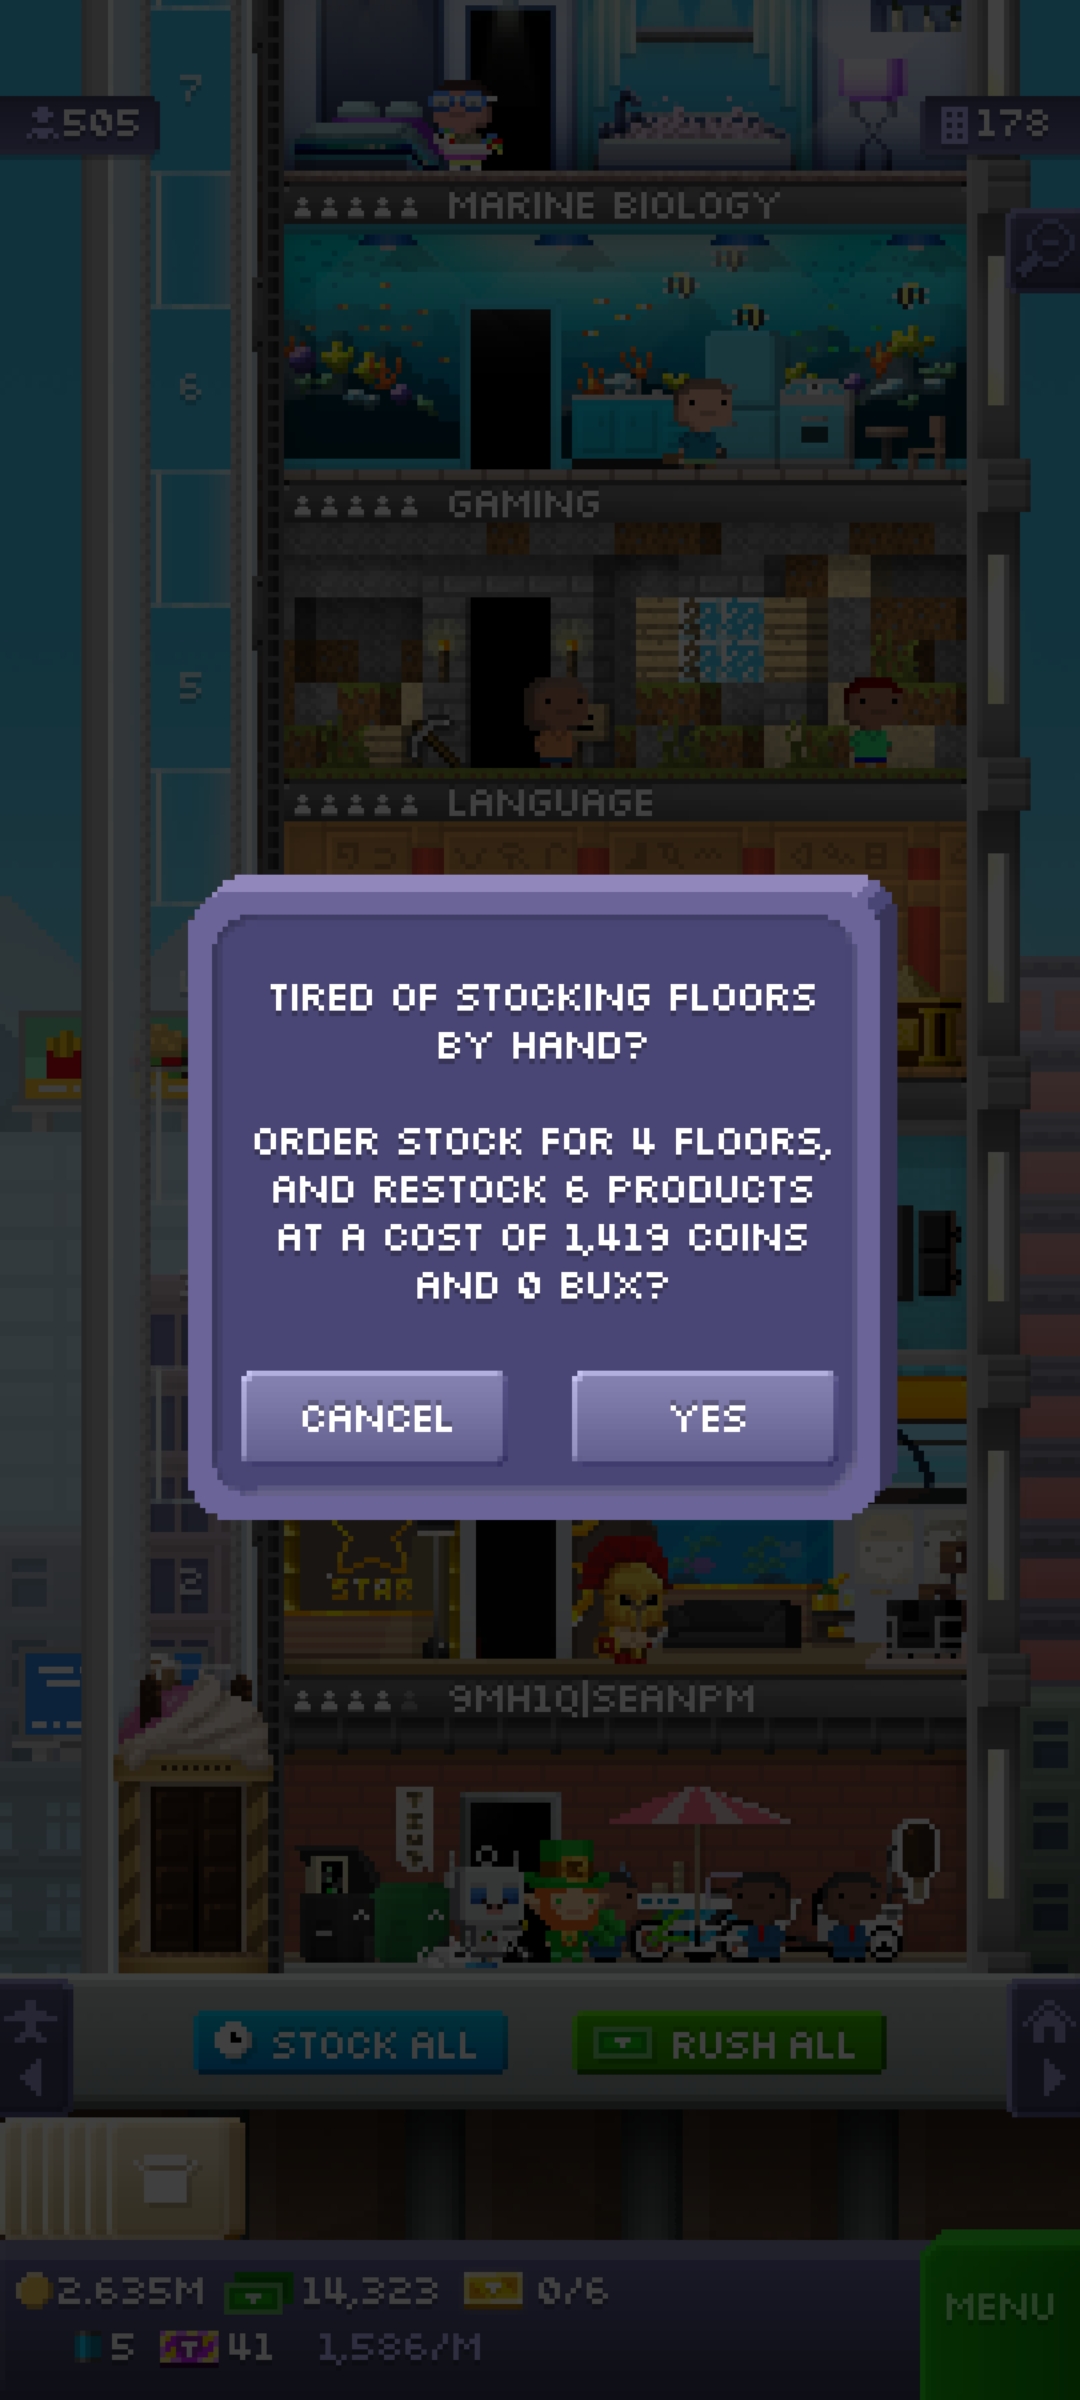 7
505
178
MARINE BIOLOGY
6
GAMING
5
LANGUAGE
TIRED OF STOCKING FLOORS
BY HAND?
ORDER STOCK FOR 4 FLOORS,
AND RESTOCK 6 PRODUCTS
AT A COST OF 1,419 COINS
AND 0 BUX?
CANCEL
YES
STAR
2
9MH1Q|SEANPM
STOCK ALL
RUSH ALL
2.635M
14,323
0/6
5
41
1,586/M
MENU